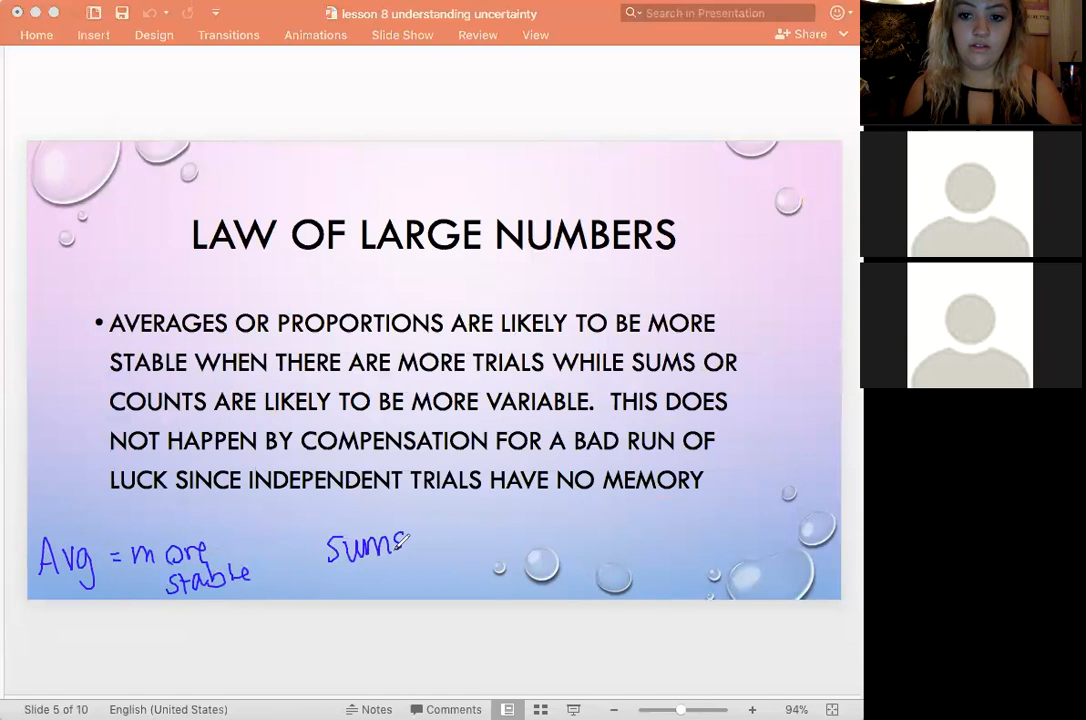 lesson 8 understanding uncertainty
Search in Presentation
Home Insert Design Transitions Animations Slide Show Review View
Share
LAW OF LARGE NUMBERS
• AVERAGES OR PROPORTIONS ARE LIKELY TO BE MORE
STABLE WHEN THERE ARE MORE TRIALS WHILE SUMS OR
COUNTS ARE LIKELY TO BE MORE VARIABLE. THIS DOES
NOT HAPPEN BY COMPENSATION FOR A BAD RUN OF
LUCK SINCE INDEPENDENT TRIALS HAVE NO MEMORY
Avg = more
stable
sums
Slide 5 of 10 English (United States) Notes Comments 94%